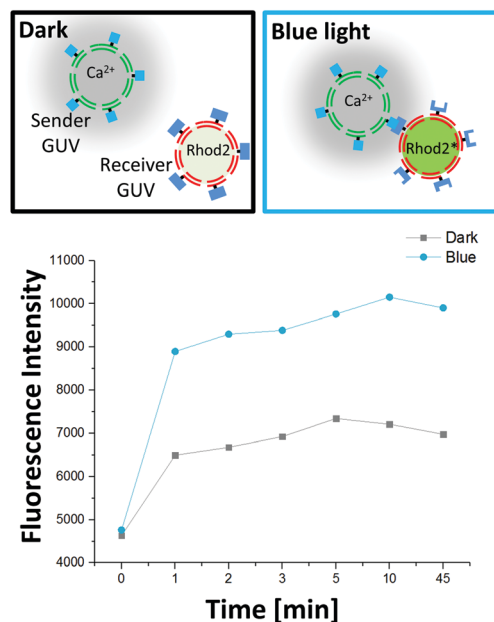 Dark
Ca2+
Sender
GUV
Rhod2
Receiver
GUV
Blue light
Ca2+
Rhod2*
Dark
Blue
Fluorescence Intensity
11000
10000
9000
8000
7000
6000
5000
4000
0 1 2 3 5 10 45
Time [min]